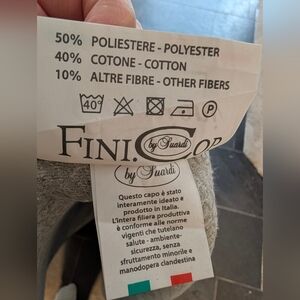 50% POLIESTERE - POLYESTER
40% COTONE - COTTON
10% ALTRE FIBRE - OTHER FIBERS
40°
P
FINI.COP
by Suardi
by Suardi
Questo capo è stato
interamente ideato e
prodotto in Italia.
L'intera filiera produttiva
è conforme alle norme
vigenti che tutelano
salute - ambiente-
sicurezza, senza
sfruttamento minorile e
manodopera clandestina